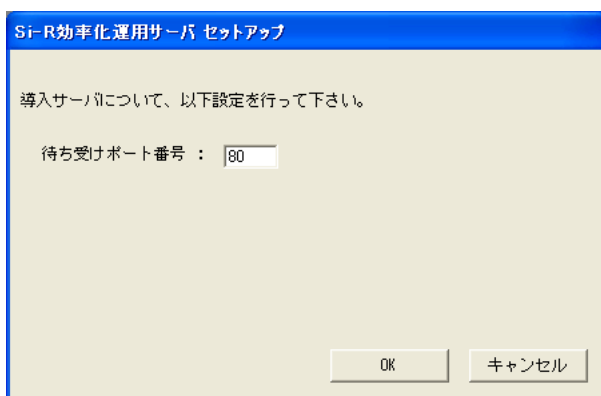 Si-R効率化運用サーバ セットアップ
導入サーバについて、以下設定を行って下さい。
待ち受けポート番号 : 80
OK キャンセル